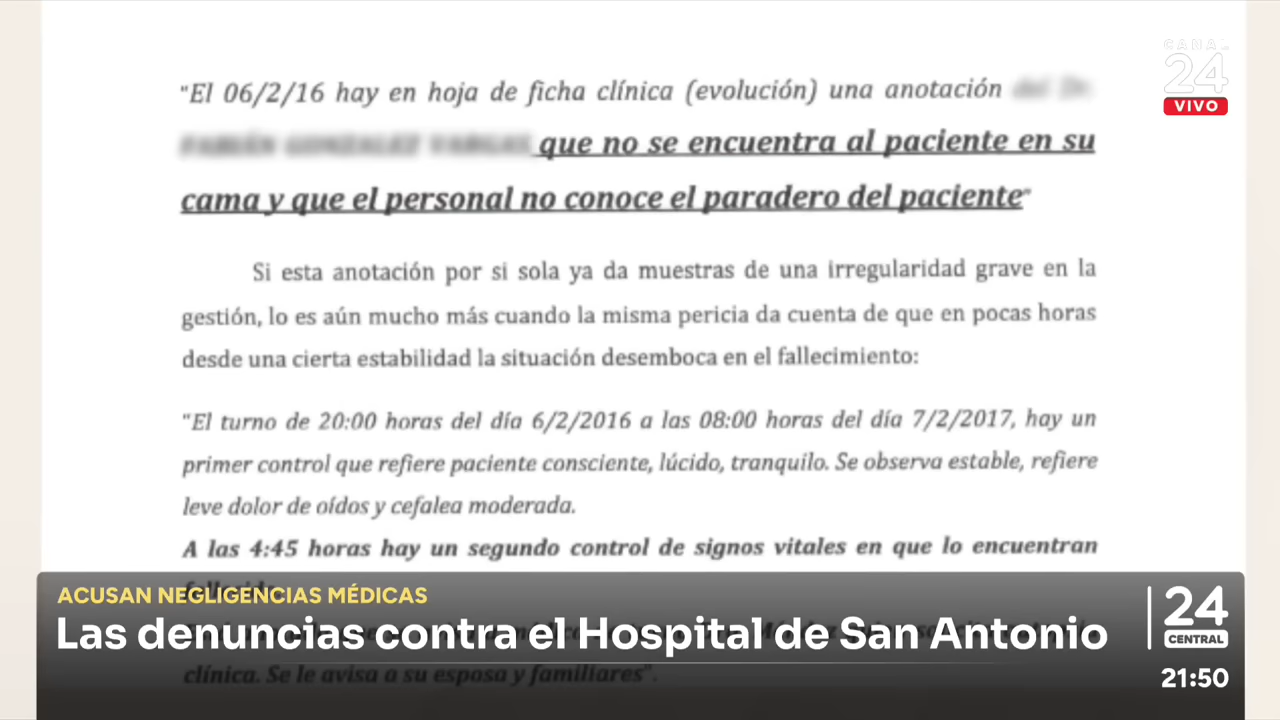 CANAL
24
VIVO
"El 06/2/16 hay en hoja de ficha clínica (evolución) una anotación
que no se encuentra al paciente en su
cama y que el personal no conoce el paradero del paciente"
Si esta anotación por si sola ya da muestras de una irregularidad grave en la
gestión, lo es aún mucho más cuando la misma pericia da cuenta de que en pocas horas
desde una cierta estabilidad la situación desemboca en el fallecimiento:
"El turno de 20:00 horas del día 6/2/2016 a las 08:00 horas del día 7/2/2017, hay un
primer control que refiere paciente consciente, lúcido, tranquilo. Se observa estable, refiere
leve dolor de oídos y cefalea moderada.
A las 4:45 horas hay un segundo control de signos vitales en que lo encuentran
ACUSAN NEGLIGENCIAS MÉDICAS
Las denuncias contra el Hospital de San Antonio
clínica. Se le avisa a su esposa y familiares".
24
CENTRAL
21:50